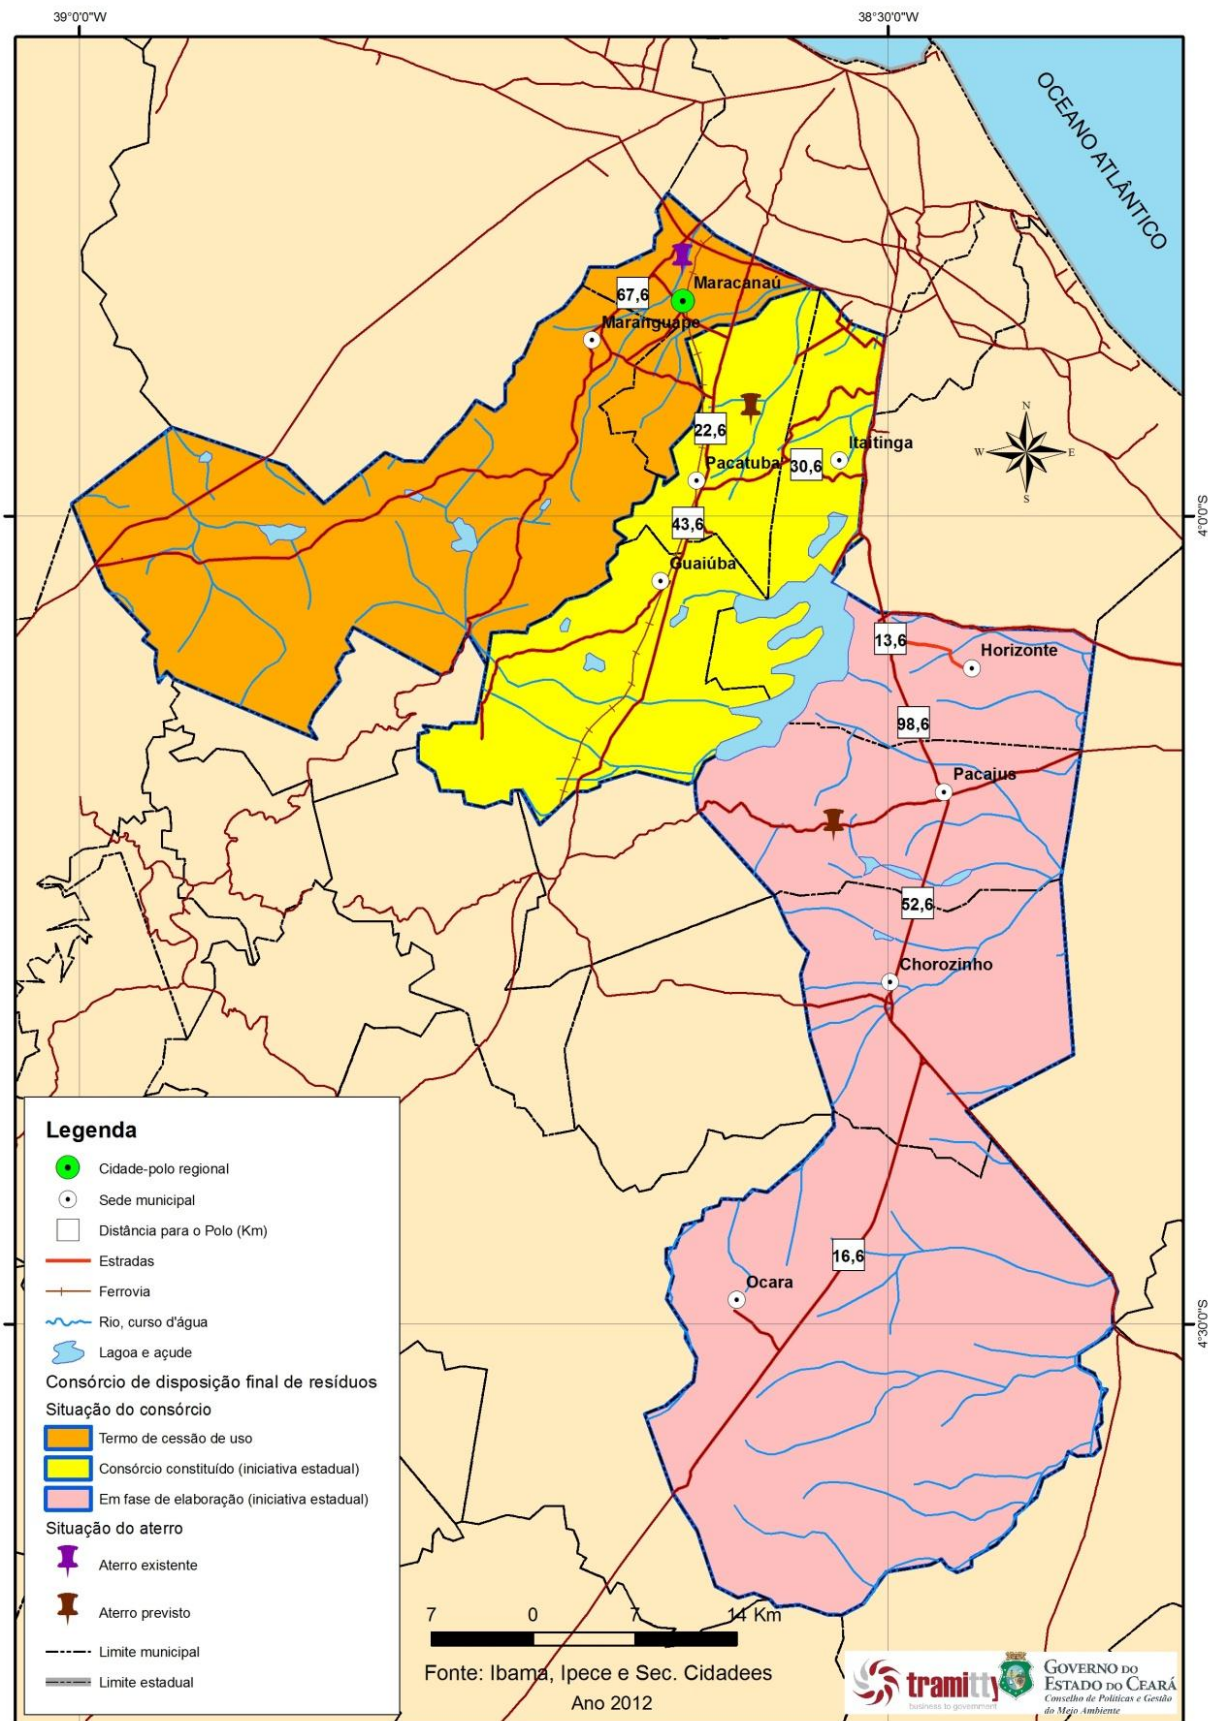 39°0'0"W
38°30'0"W
OCEANO ATLÂNTICO
Maracanaú
67,6
Maranguape
N
W
E
S
22,6
Itaitinga
Pacatuba
30,6
4°0'0"S
43,6
Guaiúba
13,6
Horizonte
98,6
Pacajus
52,6
Chorozinho
16,6
Ocara
4°30'0"S
Legenda
Cidade-polo regional
Sede municipal
Distância para o Polo (Km)
Estradas
Ferrovia
Rio, curso d'água
Lagoa e açude
Consórcio de disposição final de resíduos
Situação do consórcio
Termo de cessão de uso
Consórcio constituído (iniciativa estadual)
Em fase de elaboração (iniciativa estadual)
Situação do aterro
Aterro existente
Aterro previsto
Limite municipal
Limite estadual
7 0 7 14 Km
Fonte: Ibama, Ipece e Sec. Cidadees
Ano 2012
tramitty
business to government
GOVERNO DO
ESTADO DO CEARÁ
Conselho de Políticas e Gestão
do Mejo Ambiente